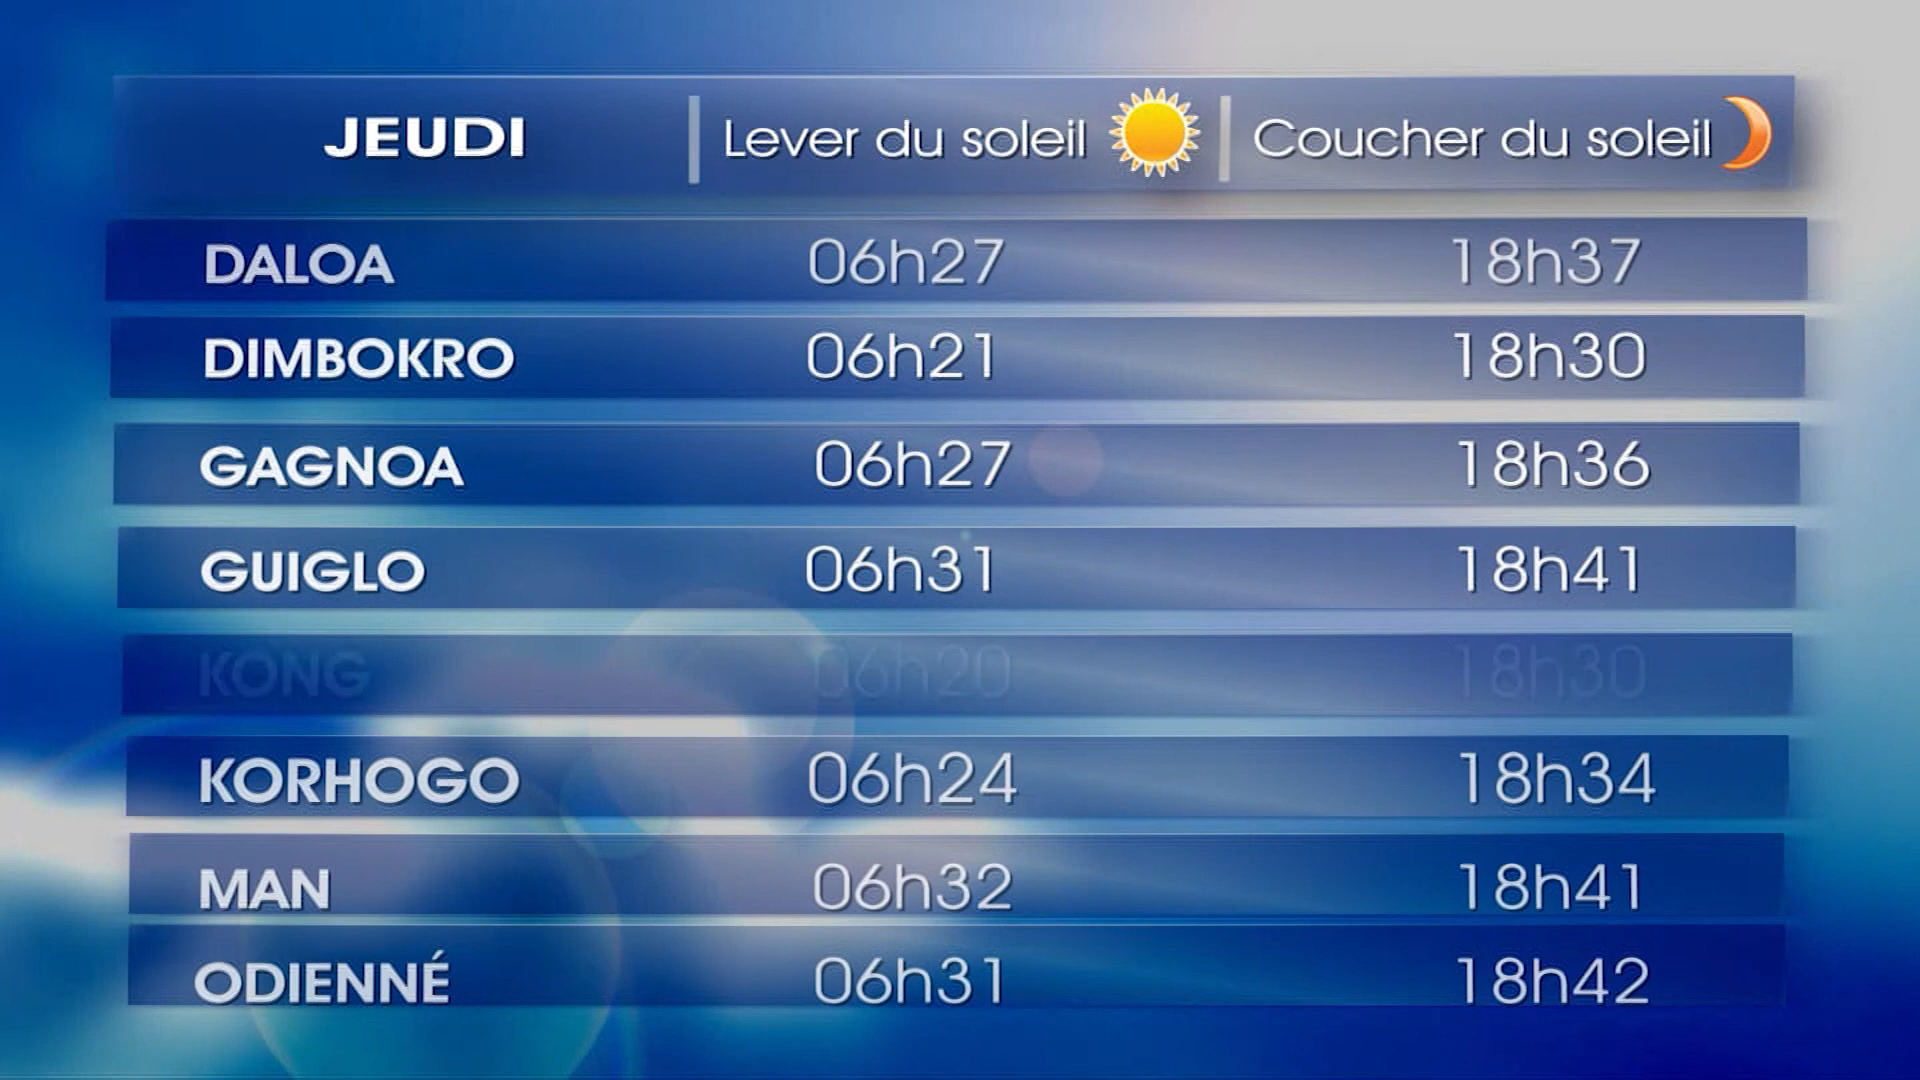 JEUDI Lever du soleil Coucher du soleil
DALOA 06h27 18h37
DIMBOKRO 06h21 18h30
GAGNOA 06h27 18h36
GUIGLO 06h31 18h41
KONG 06h20 18h30
KORHOGO 06h24 18h34
MAN 06h32 18h41
ODIENNÉ 06h31 18h42